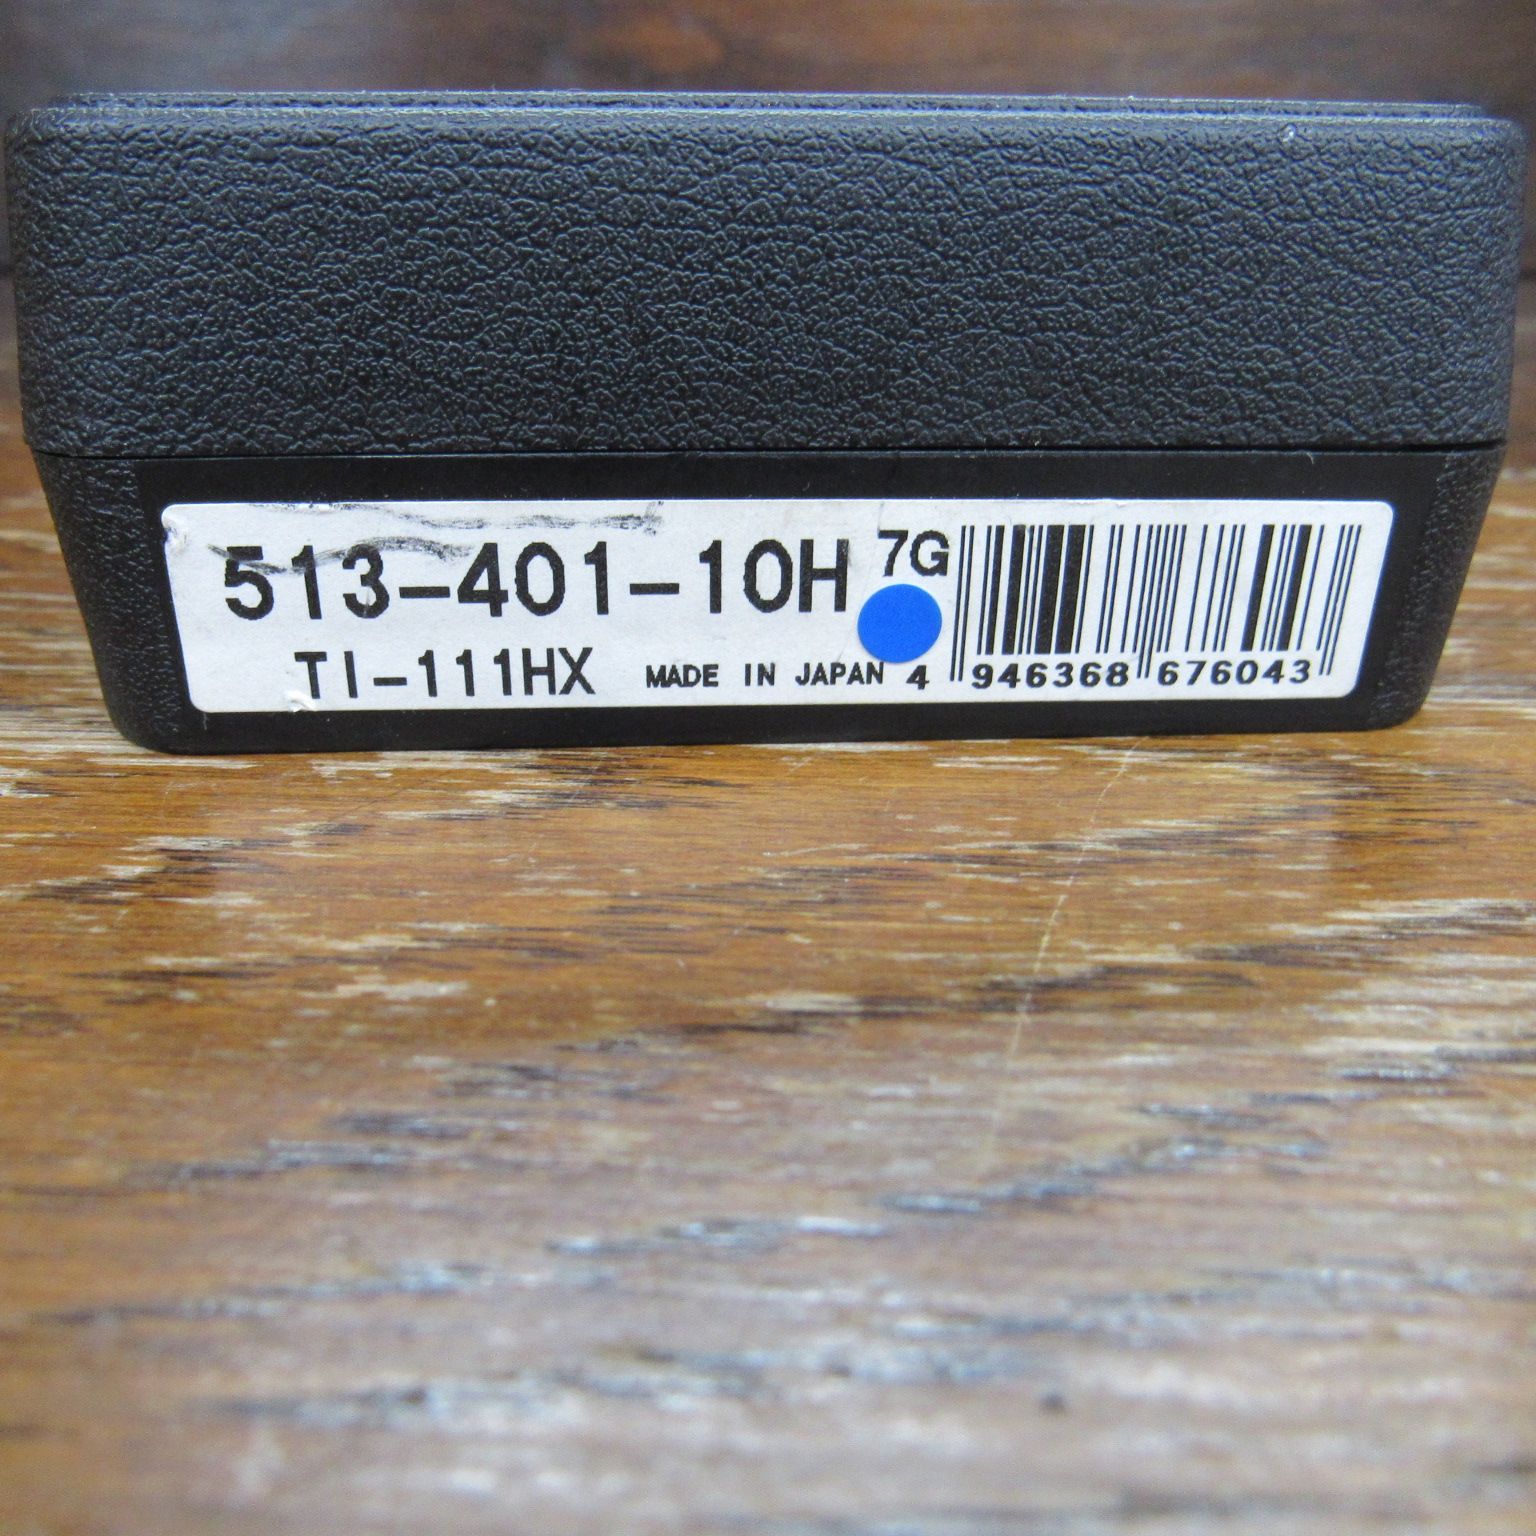 513-401-10H 7G
TI-111HX MADE IN JAPAN 4 946368 676043